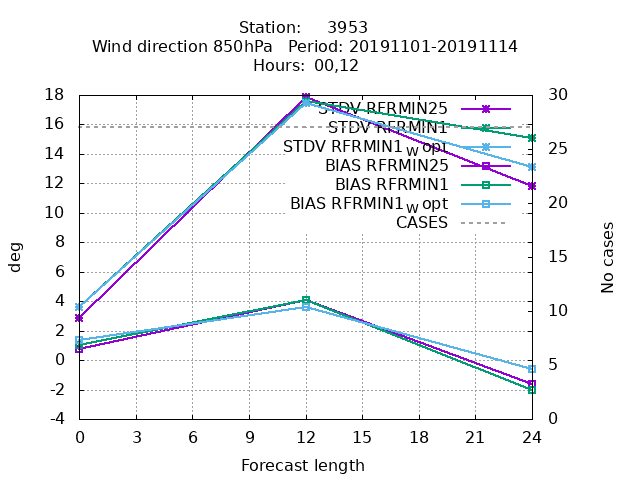 Station: 3953
Wind direction 850hPa Period: 20191101-20191114
Hours: 00,12
18 30
16
14 25
12
10 20
8
6 15
4 10
2
0 5
-2
-4 0
deg
No cases
STDV RFRMIN25
STDV RFRMIN1
STDV RFRMIN1w opt
BIAS RFRMIN25
BIAS RFRMIN1
BIAS RFRMIN1w opt
CASES
0 3 6 9 12 15 18 21 24
Forecast length